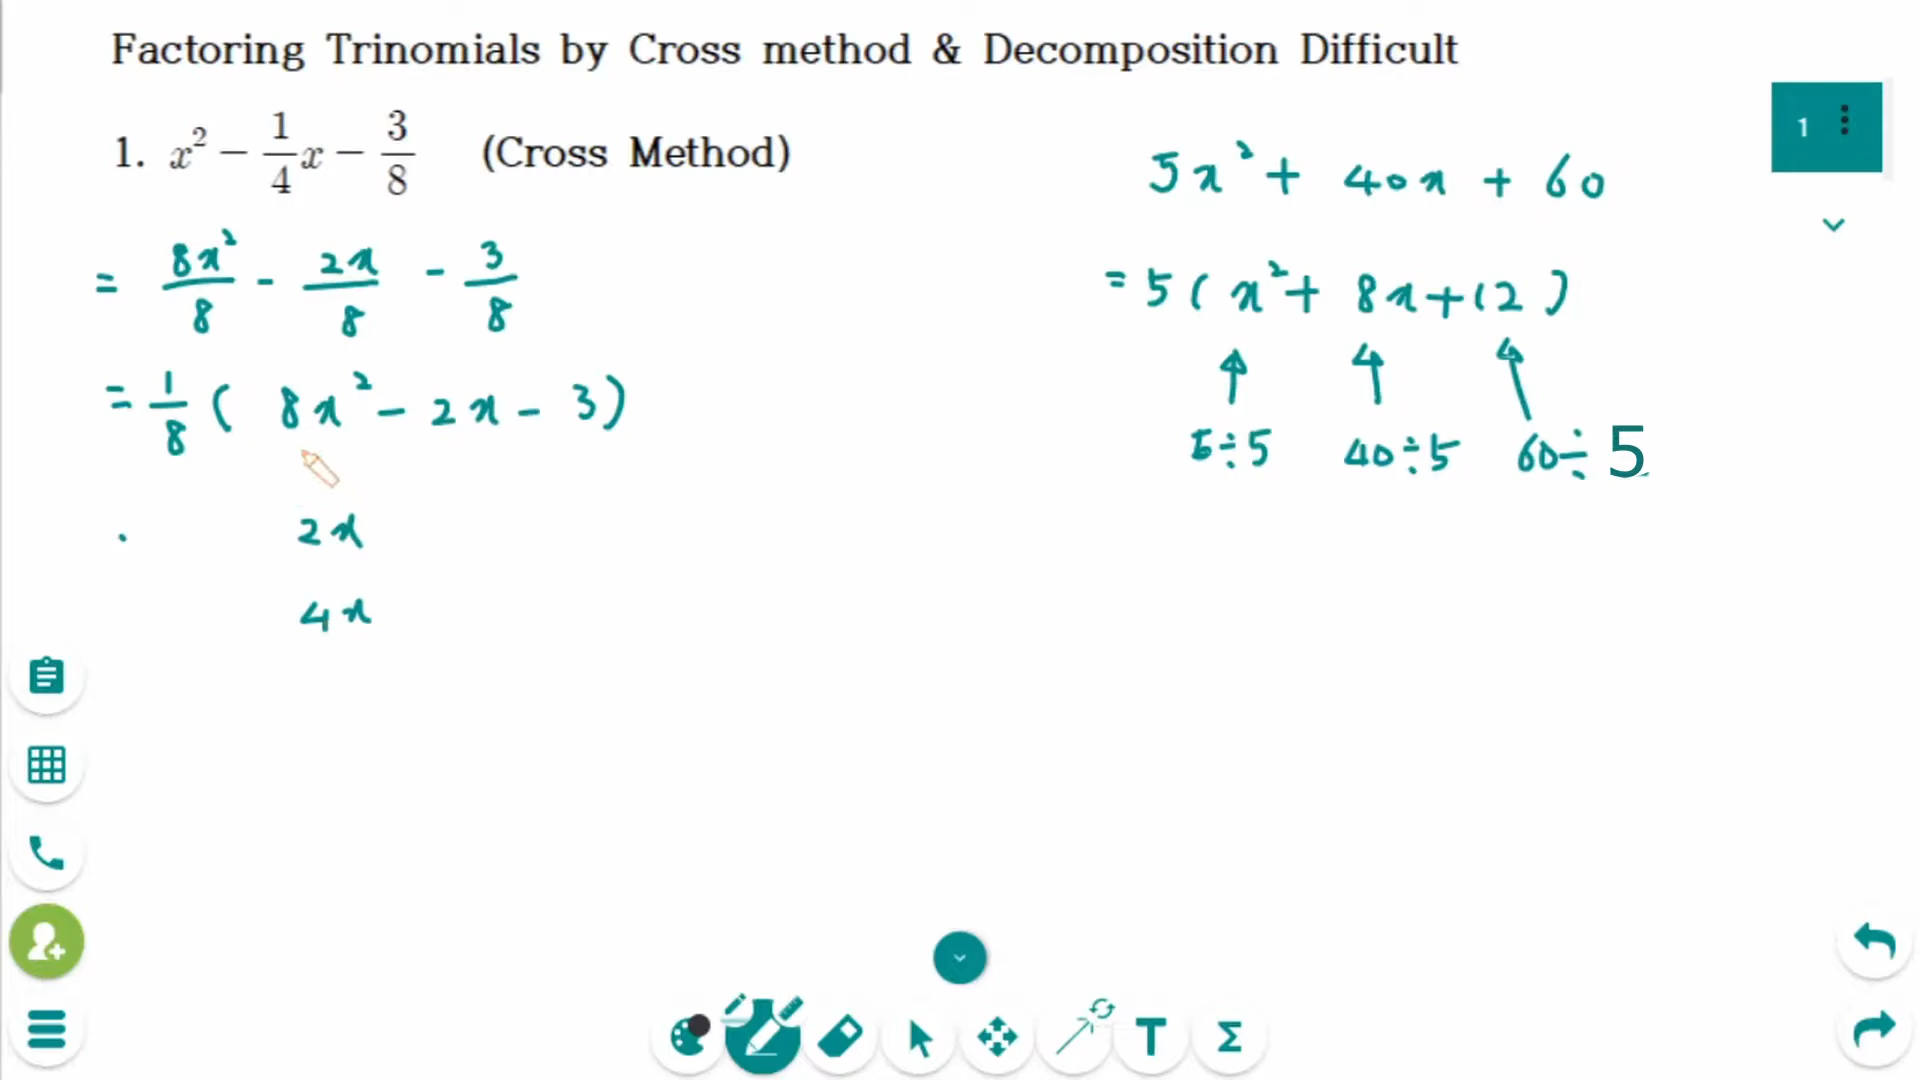 Factoring Trinomials by Cross method & Decomposition Difficult
1. x² − 1/4 x − 3/8 (Cross Method)
= 8x²/8 - 2x/8 - 3/8
= 1/8 ( 8x² - 2x - 3)
.
2x
4x
5x² + 40x + 60
= 5 ( x² + 8x + 12 )
5÷5 40÷5 60÷5
1
T
Σ